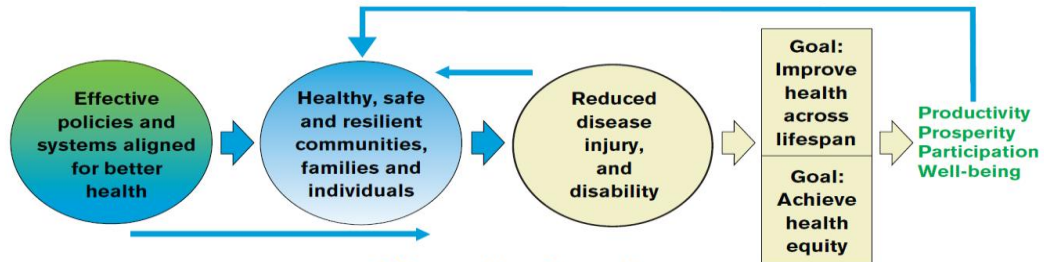 Effective
policies and
systems aligned
for better
health
Healthy, safe
and resilient
communities,
families and
individuals
Reduced
disease
injury,
and
disability
Goal:
Improve
health
across
lifespan
Goal:
Achieve
health
equity
Productivity
Prosperity
Participation
Well-being